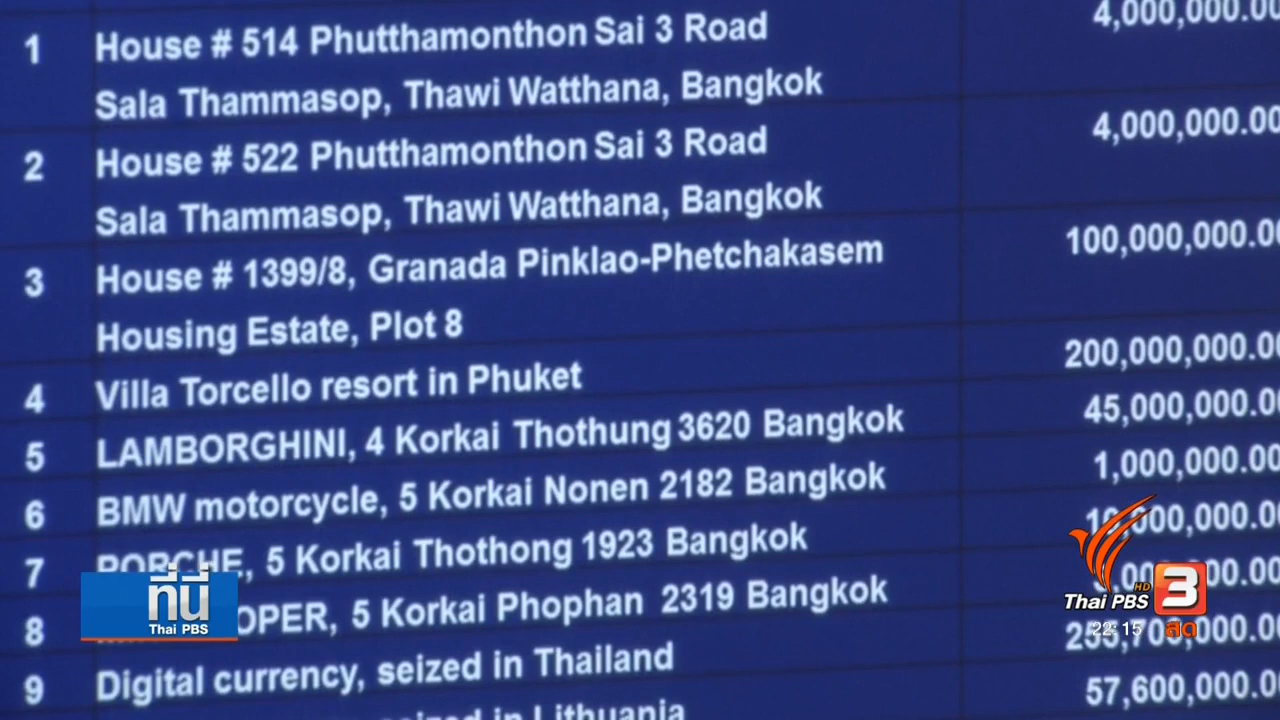 4,000,000.00
1 House # 514 Phutthamonthon Sai 3 Road
Sala Thammasop, Thawi Watthana, Bangkok
4,000,000.00
2 House # 522 Phutthamonthon Sai 3 Road
Sala Thammasop, Thawi Watthana, Bangkok
100,000,000.00
3 House # 1399/8, Granada Pinklao-Phetchakasem
Housing Estate, Plot 8
200,000,000.00
4 Villa Torcello resort in Phuket
45,000,000.00
5 LAMBORGHINI, 4 Korkai Thothung 3620 Bangkok
1,000,000.00
6 BMW motorcycle, 5 Korkai Nonen 2182 Bangkok
7 PORCHE, 5 Korkai Thothong 1923 Bangkok
8 OPER, 5 Korkai Phophan 2319 Bangkok
9 Digital currency, seized in Thailand
57,600,000.00
seized in Lithuania
ที่นี่
Thai PBS
Thai PBS HD 3
22:15 สด